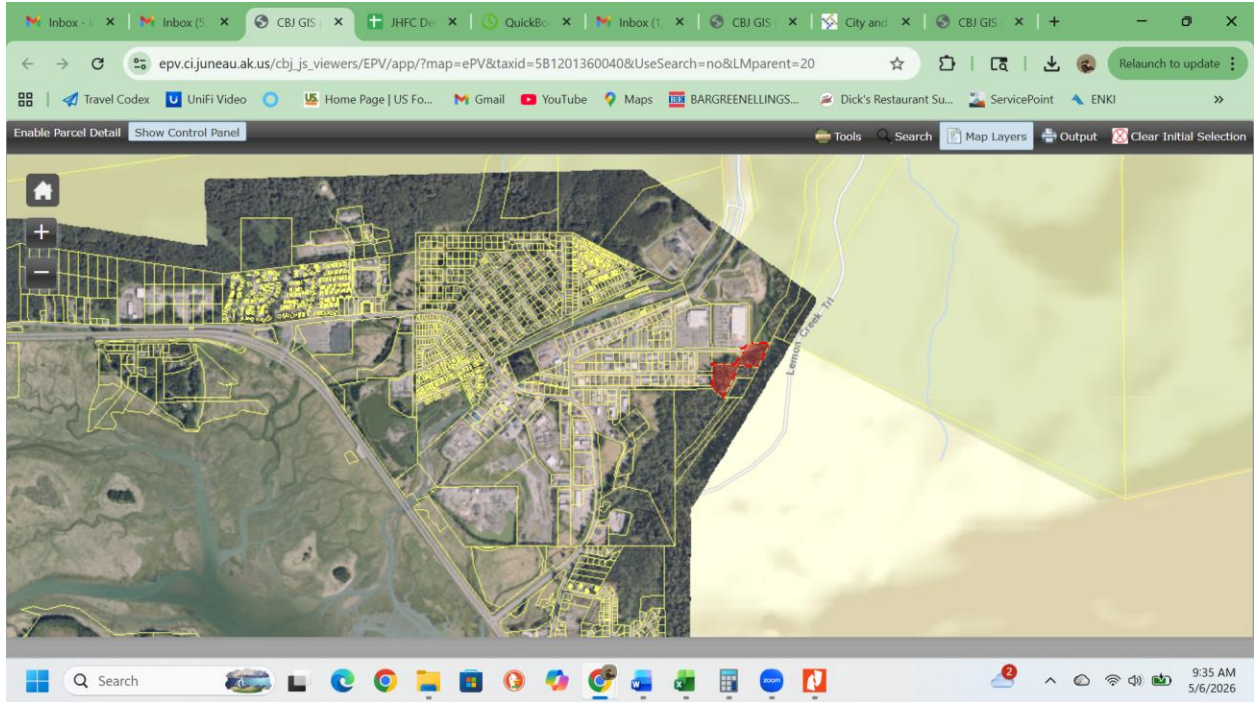 Inbox - i
Inbox (5
CBJ GIS
JHFC De
QuickBo
Inbox (1
CBJ GIS
City and
CBJ GIS
epv.ci.juneau.ak.us/cbj_js_viewers/EPV/app/?map=ePV&taxid=5B1201360040&UseSearch=no&LMparent=20
Relaunch to update
Travel Codex
UniFi Video
Home Page | US Fo...
Gmail
YouTube
Maps
BARGREENELLINGS...
Dick's Restaurant Su...
ServicePoint
ENKI
»
Enable Parcel Detail
Show Control Panel
Tools
Search
Map Layers
Output
Clear Initial Selection
+
−
Lemon Creek Trl
Search
zoom
2
9:35 AM
5/6/2026